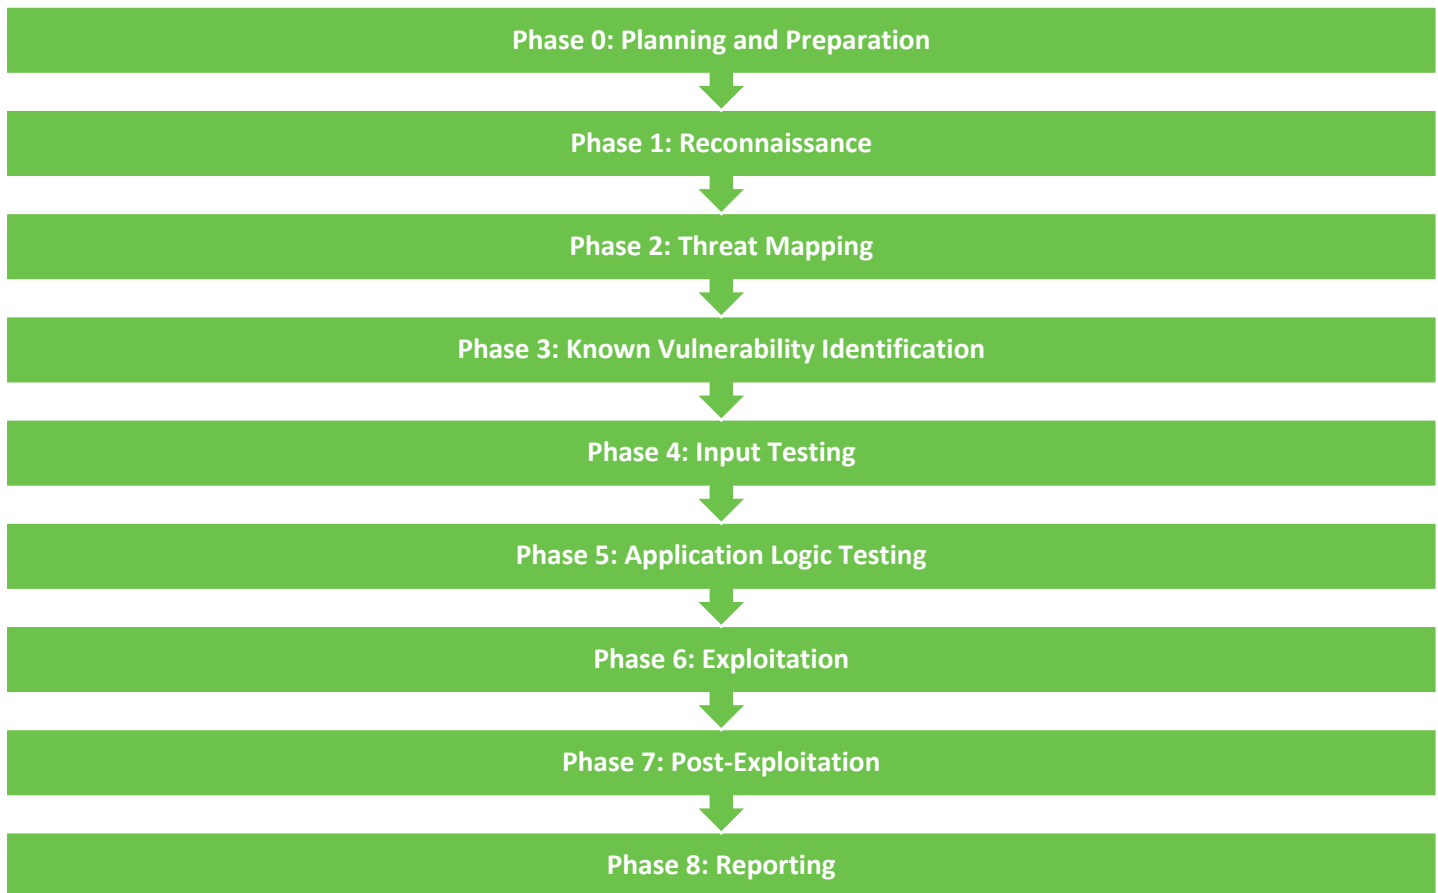 Phase 0: Planning and Preparation
Phase 1: Reconnaissance
Phase 2: Threat Mapping
Phase 3: Known Vulnerability Identification
Phase 4: Input Testing
Phase 5: Application Logic Testing
Phase 6: Exploitation
Phase 7: Post-Exploitation
Phase 8: Reporting